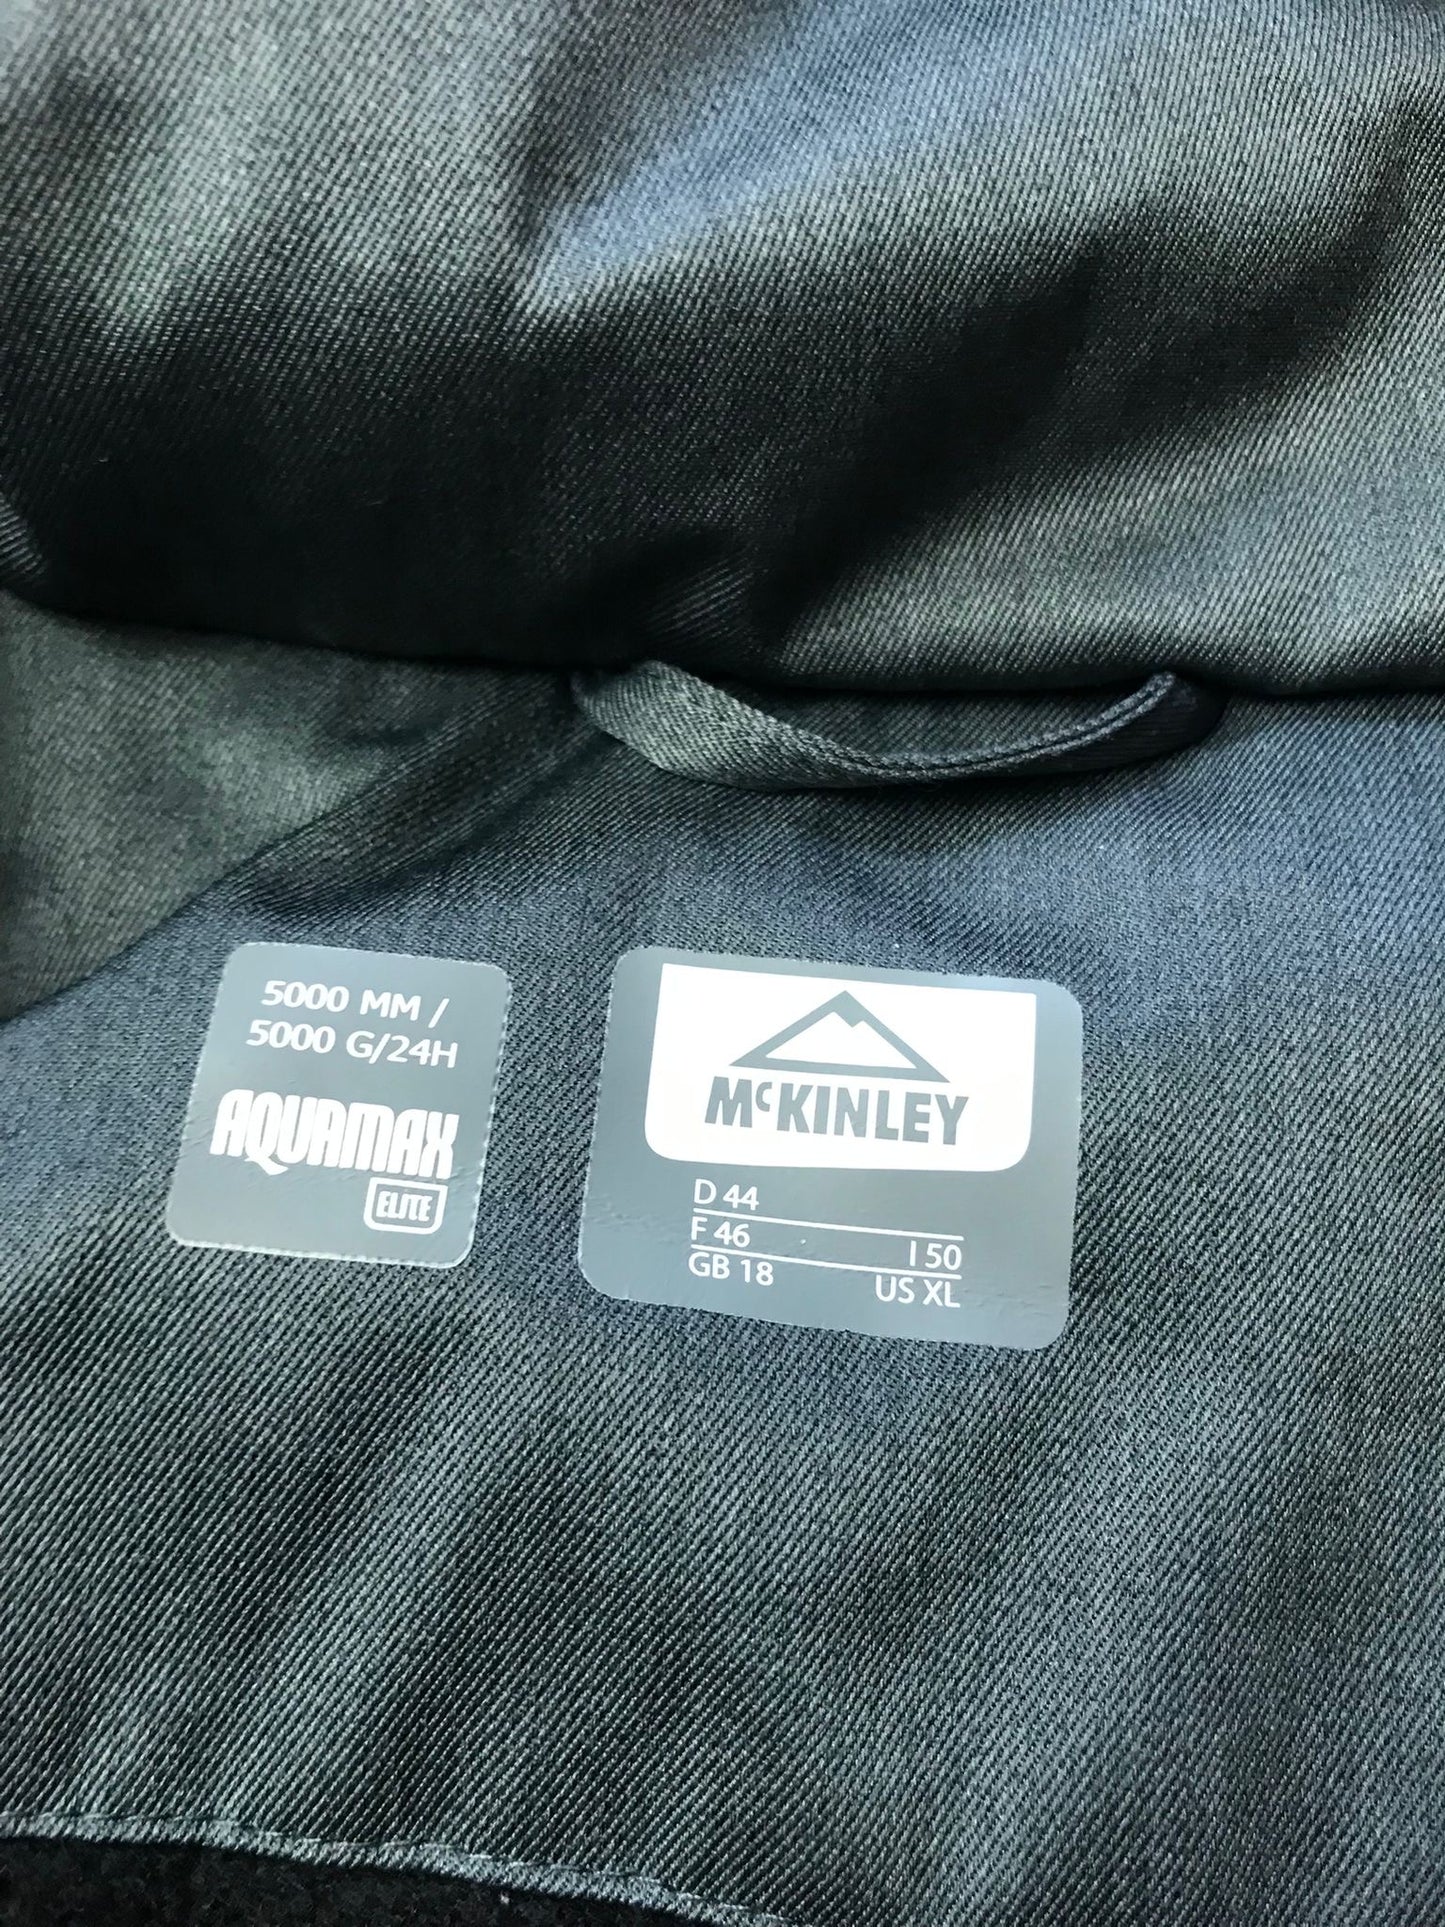 5000 MM /
5000 G/24H
AQUAMAX
ELITE
McKINLEY
D 44
F 46 I 50
GB 18 US XL